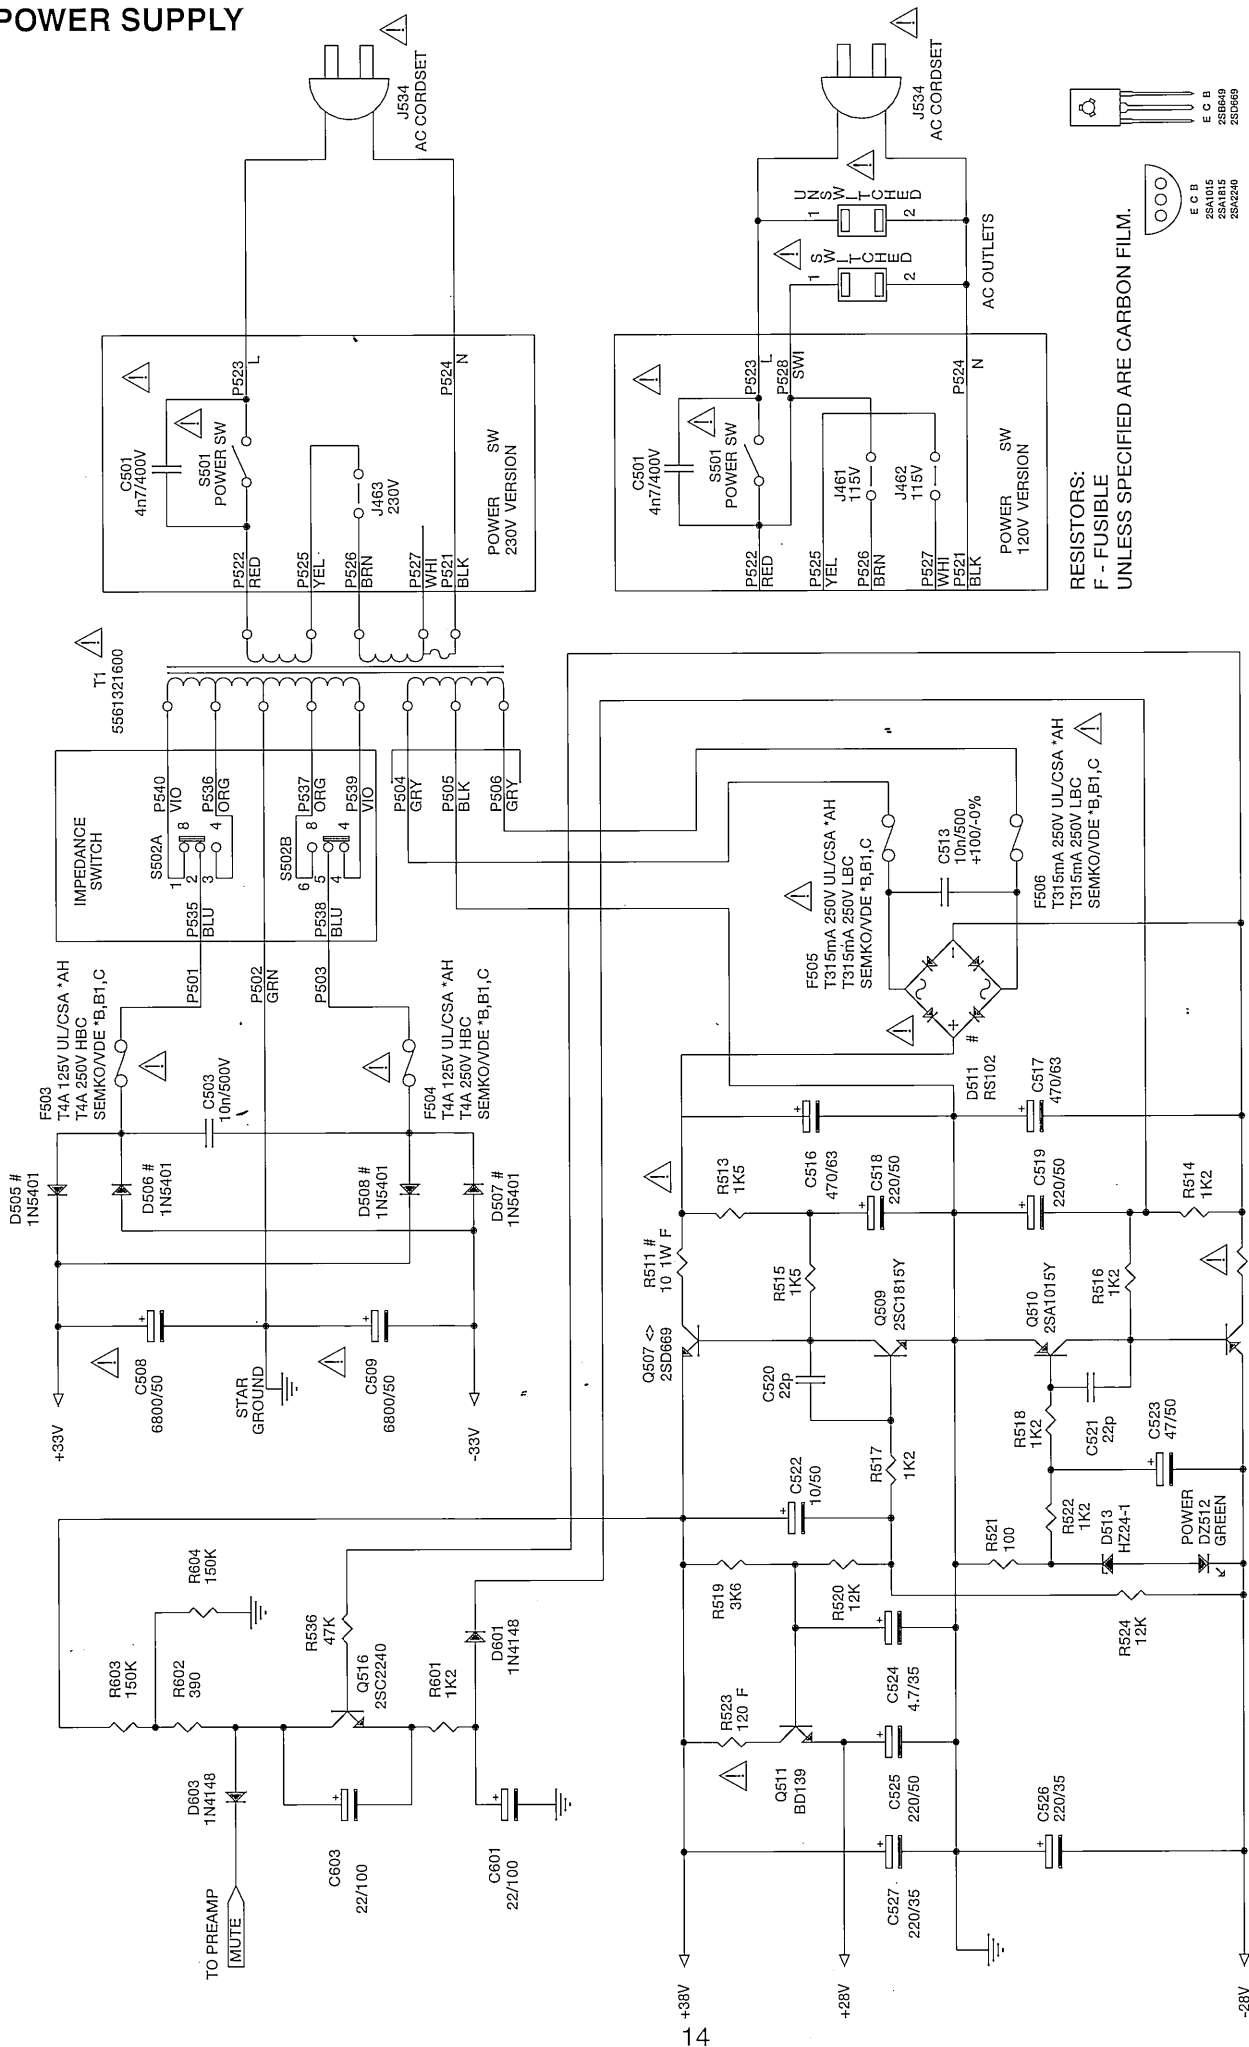 POWER SUPPLY
J534
AC CORDSET
J534
AC CORDSET
E C B
2SB649
2SD669
E C B
2SA1015
2SA1815
2SA2240
UNSWITCHED
1
2
SWITCHED
1
2
AC OUTLETS
RESISTORS:
F - FUSIBLE
UNLESS SPECIFIED ARE CARBON FILM.
C501
4n7/400V
S501
POWER SW
P523
L
P524
N
J463
230V
POWER SW
230V VERSION
P522
RED
P525
YEL
P526
BRN
P527
WHI
P521
BLK
C501
4n7/400V
S501
POWER SW
P523
L
P528
SWI
P524
N
J461
115V
J462
115V
POWER SW
120V VERSION
P522
RED
P525
YEL
P526
BRN
P527
WHI
P521
BLK
T1
5561321600
IMPEDANCE
SWITCH
S502A
1
2
3
8
4
S502B
6
5
4
8
4
P540
VIO
P536
ORG
P537
ORG
P539
VIO
P504
GRY
P505
BLK
P506
GRY
P535
BLU
P538
BLU
P501
P502
GRN
P503
F503
T4A 125V UL/CSA *AH
T4A 250V HBC
SEMKO/VDE *B,B1,C
C503
10n/500V
F504
T4A 125V UL/CSA *AH
T4A 250V HBC
SEMKO/VDE *B,B1,C
D505 #
1N5401
D506 #
1N5401
D508 #
1N5401
D507 #
1N5401
C508
6800/50
C509
6800/50
STAR
GROUND
+33V
-33V
F505
T315mA 250V UL/CSA *AH
T315mA 250V LBC
SEMKO/VDE *B,B1,C
C513
10n/500
+100/-0%
F506
T315mA 250V UL/CSA *AH
T315mA 250V LBC
SEMKO/VDE *B,B1,C
#
D511
RS102
C516
470/63
C517
470/63
R513
1K5
C518
220/50
C519
220/50
R514
1K2
R511 #
10 1W F
R515
1K5
R516
1K2
Q507 <>
2SD669
Q509
2SC1815Y
Q510
2SA1015Y
C520
22p
R518
1K2
C521
22p
C523
47/50
C522
10/50
R517
1K2
R521
100
R522
1K2
D513
HZ24-1
POWER
DZ512
GREEN
R519
3K6
R520
12K
R524
12K
C524
4.7/35
R523
120 F
Q511
BD139
C525
220/50
C527
220/35
C526
220/35
R604
150K
R603
150K
R602
390
R536
47K
Q516
2SC2240
D601
1N4148
R601
1K2
D603
1N4148
C603
22/100
C601
22/100
TO PREAMP
MUTE
+38V
+28V
-28V
14